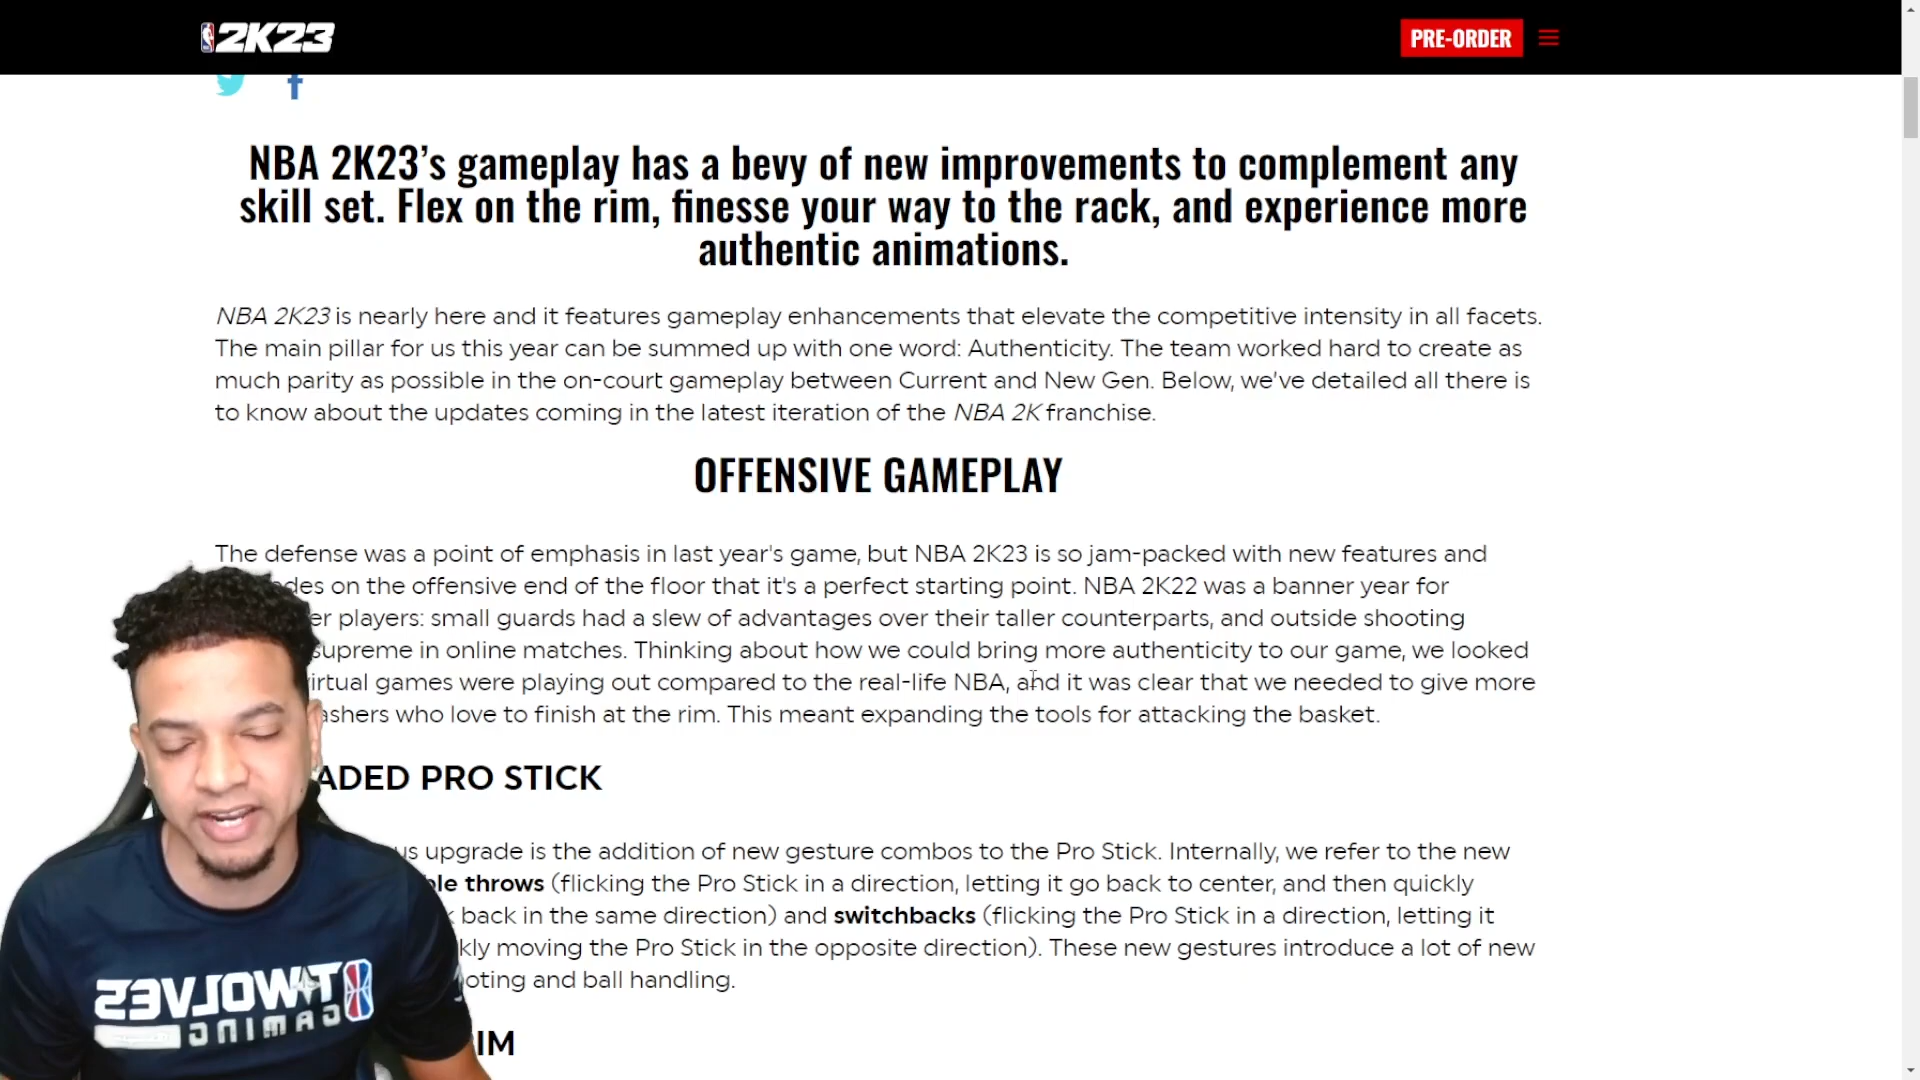 2K23
PRE-ORDER
NBA 2K23's gameplay has a bevy of new improvements to complement any
skill set. Flex on the rim, finesse your way to the rack, and experience more
authentic animations.
NBA 2K23 is nearly here and it features gameplay enhancements that elevate the competitive intensity in all facets.
The main pillar for us this year can be summed up with one word: Authenticity. The team worked hard to create as
much parity as possible in the on-court gameplay between Current and New Gen. Below, we've detailed all there is
to know about the updates coming in the latest iteration of the NBA 2K franchise.
OFFENSIVE GAMEPLAY
The defense was a point of emphasis in last year's game, but NBA 2K23 is so jam-packed with new features and
des on the offensive end of the floor that it's a perfect starting point. NBA 2K22 was a banner year for
er players: small guards had a slew of advantages over their taller counterparts, and outside shooting
supreme in online matches. Thinking about how we could bring more authenticity to our game, we looked
virtual games were playing out compared to the real-life NBA, and it was clear that we needed to give more
ashers who love to finish at the rim. This meant expanding the tools for attacking the basket.
ADED PRO STICK
us upgrade is the addition of new gesture combos to the Pro Stick. Internally, we refer to the new
ble throws (flicking the Pro Stick in a direction, letting it go back to center, and then quickly
k back in the same direction) and switchbacks (flicking the Pro Stick in a direction, letting it
kly moving the Pro Stick in the opposite direction). These new gestures introduce a lot of new
oting and ball handling.
IM
TWOLVES
GAMING